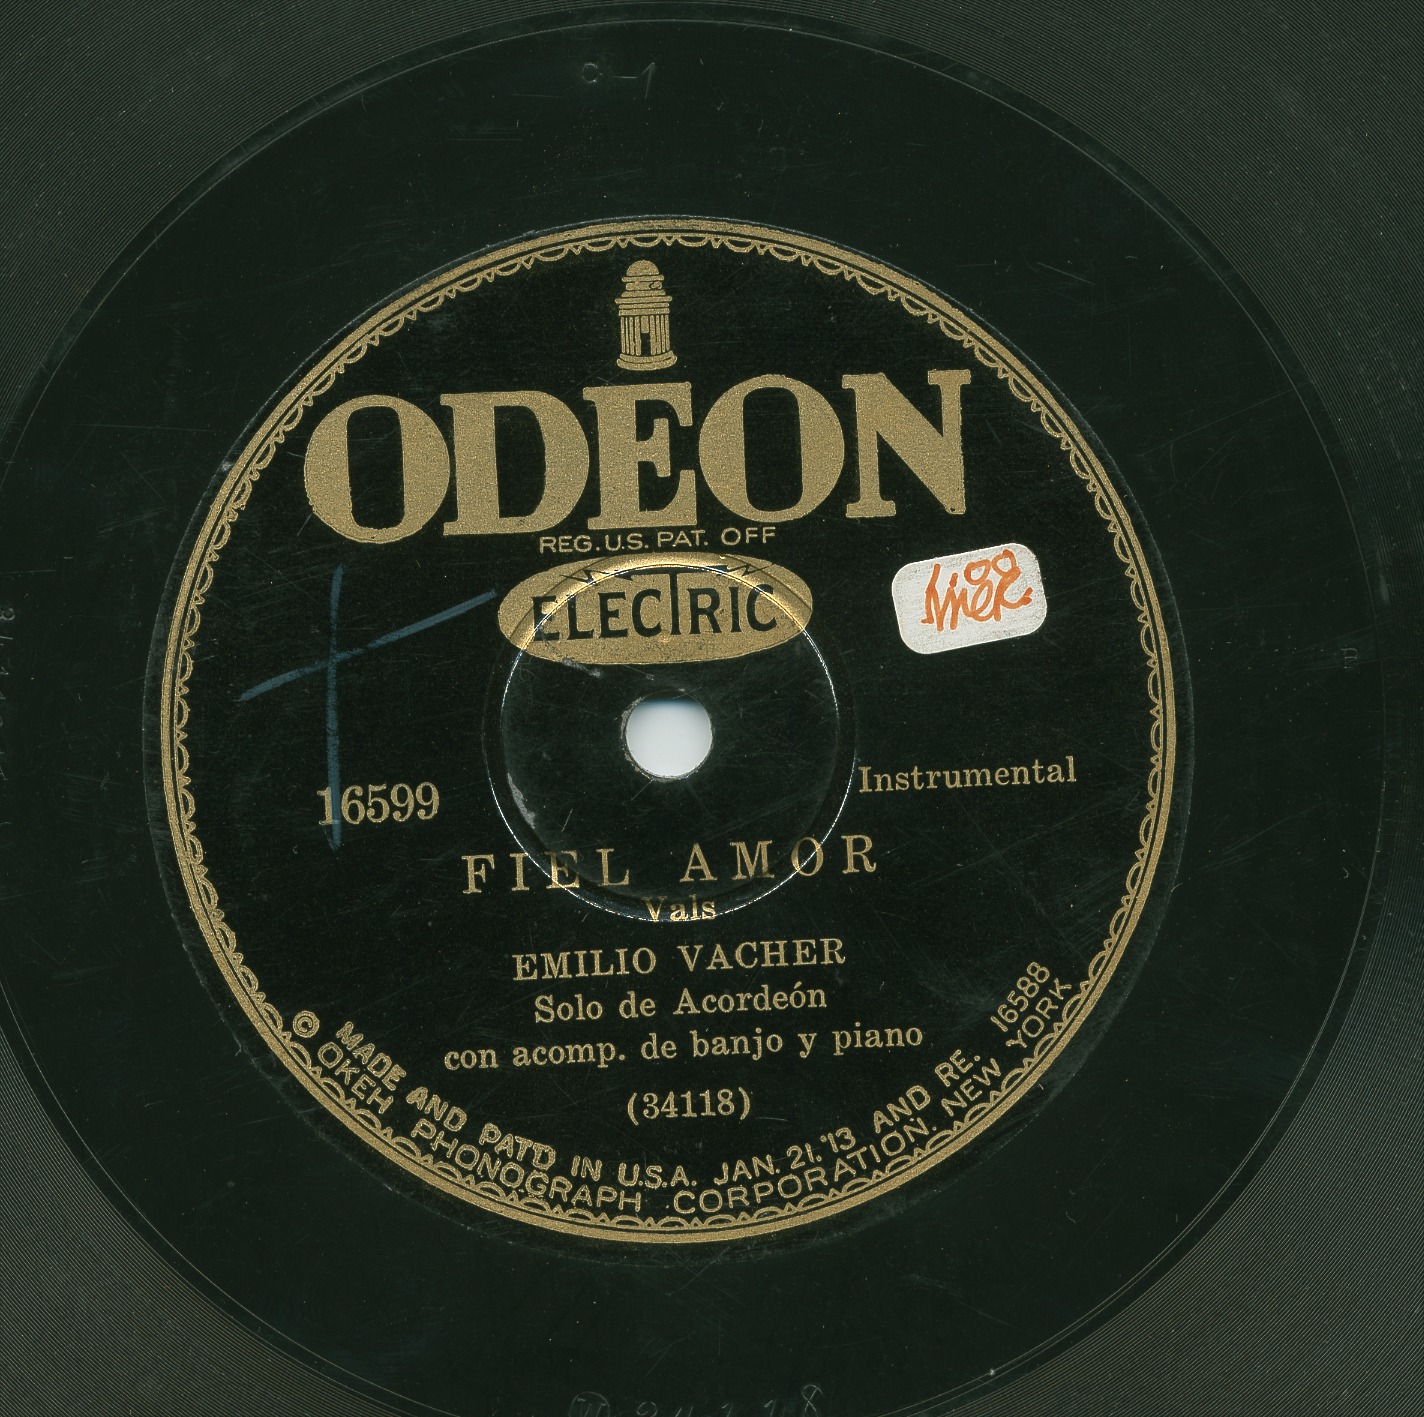 C-1
ODEON
REG. U.S. PAT. OFF
ELECTRIC
16599
Instrumental
FIEL AMOR
Vals
EMILIO VACHER
Solo de Acordeón
con acomp. de banjo y piano
(34118)
MADE AND PAT'D IN U.S.A. JAN. 21. '13 AND RE. 16588
© OKEH PHONOGRAPH CORPORATION. NEW YORK